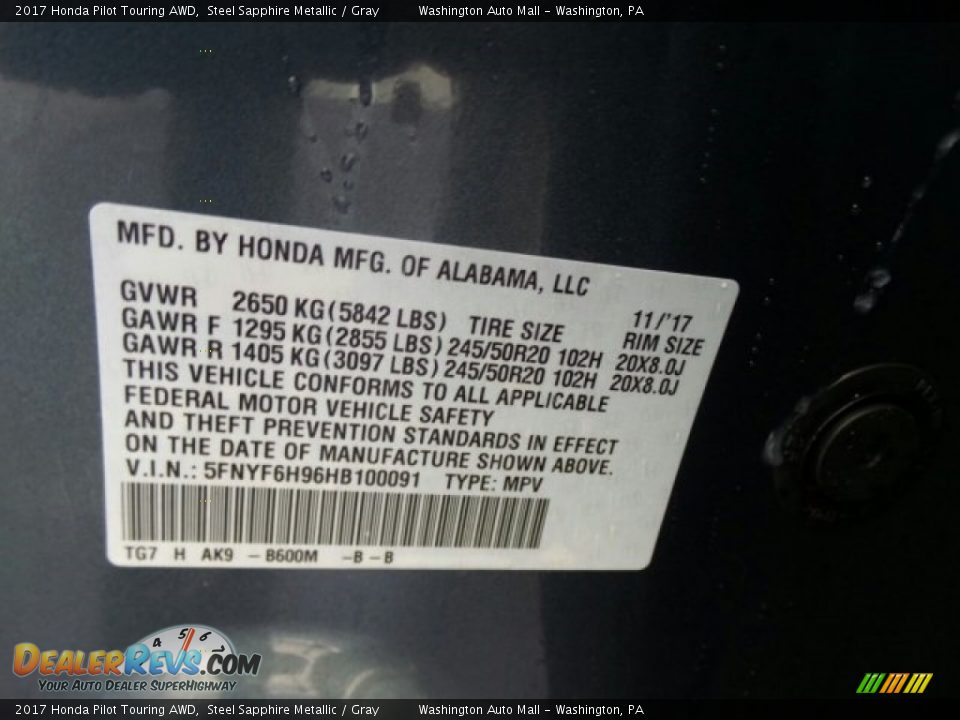 2017 Honda Pilot Touring AWD,  Steel Sapphire Metallic / Gray    Washington Auto Mall - Washington, PA
MFD. BY HONDA MFG. OF ALABAMA, LLC
11/'17
GVWR 2650 KG (5842 LBS) TIRE SIZE RIM SIZE
GAWR F 1295 KG (2855 LBS) 245/50R20 102H 20X8.0J
GAWR R 1405 KG (3097 LBS) 245/50R20 102H 20X8.0J
THIS VEHICLE CONFORMS TO ALL APPLICABLE
FEDERAL MOTOR VEHICLE SAFETY
AND THEFT PREVENTION STANDARDS IN EFFECT
ON THE DATE OF MANUFACTURE SHOWN ABOVE.
V.I.N.: 5FNYF6H96HB100091 TYPE: MPV
TG7 H AK9 – B600M –B – B
4 5 6 7
DEALERREVS.COM
YOUR AUTO DEALER SUPERHIGHWAY
2017 Honda Pilot Touring AWD,  Steel Sapphire Metallic / Gray    Washington Auto Mall - Washington, PA